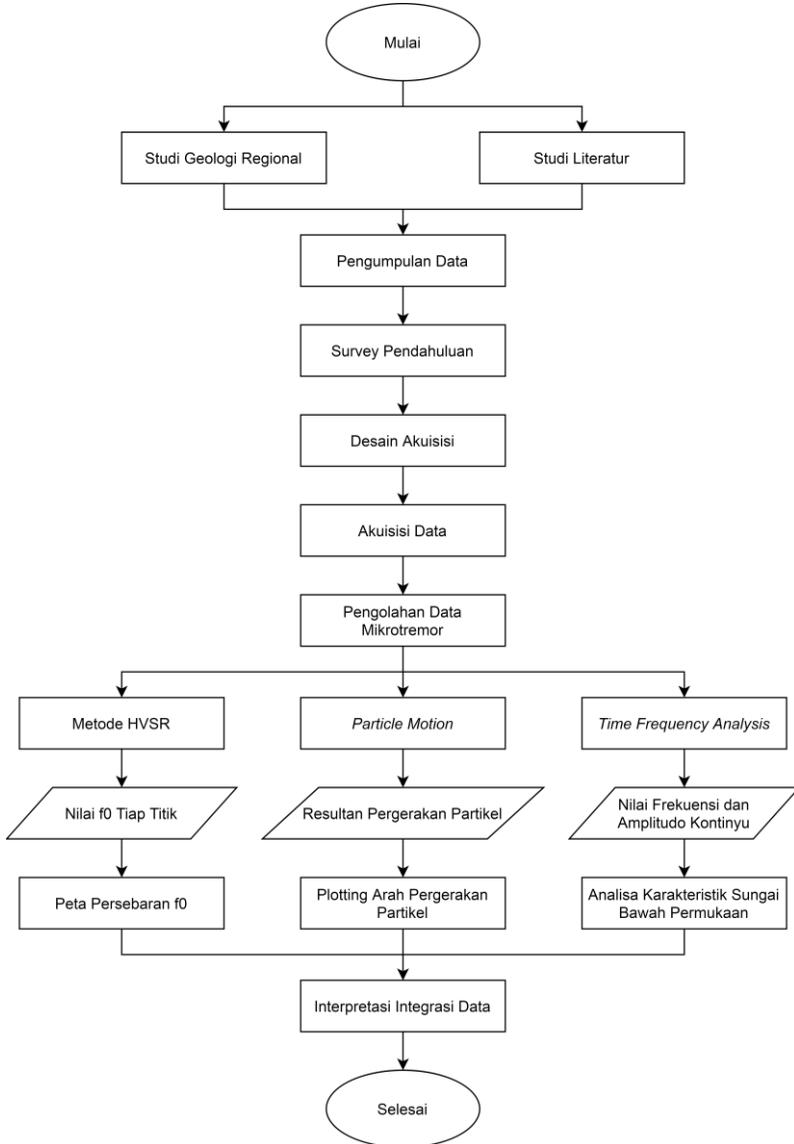 Mulai
Studi Geologi Regional
Studi Literatur
Pengumpulan Data
Survey Pendahuluan
Desain Akuisisi
Akuisisi Data
Pengolahan Data
Mikrotremor
Metode HVSR
Particle Motion
Time Frequency Analysis
Nilai f0 Tiap Titik
Resultan Pergerakan Partikel
Nilai Frekuensi dan
Amplitudo Kontinyu
Peta Persebaran f0
Plotting Arah Pergerakan
Partikel
Analisa Karakteristik Sungai
Bawah Permukaan
Interpretasi Integrasi Data
Selesai